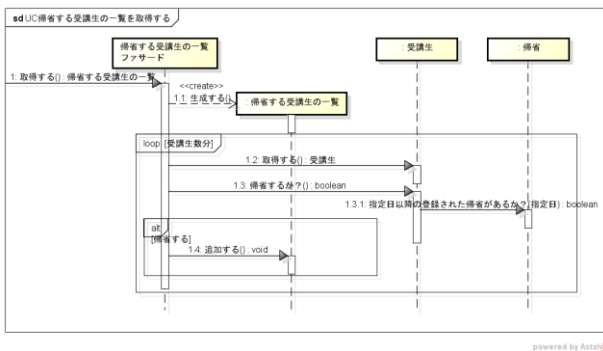 sd UC帰省する受講生の一覧を取得する
帰省する受講生の一覧
ファサード
: 受講生
: 帰省
1: 取得する() : 帰省する受講生の一覧
<<create>>
1.1: 生成する()
: 帰省する受講生の一覧
loop [受講生数分]
1.2: 取得する() : 受講生
1.3: 帰省するか？() : boolean
1.3.1: 指定日以降の登録された帰省があるか？(指定日) : boolean
alt
[帰省する]
1.4: 追加する() : void
powered by Astah